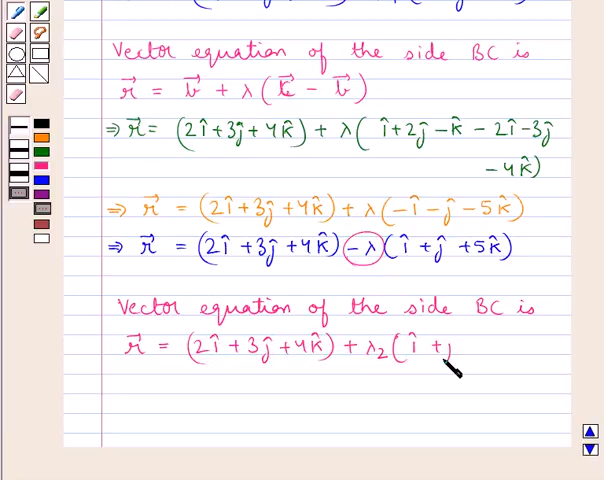 Vector equation of the side BC is
r⃗ = b⃗ + λ(c⃗ - b⃗)
⇒ r⃗ = (2î+3ĵ+4k̂) + λ( î+2ĵ-k̂ - 2î-3ĵ
-4k̂)
⇒ r⃗ = (2î+3ĵ+4k̂) + λ(-î-ĵ-5k̂)
⇒ r⃗ = (2î+3ĵ+4k̂) -λ(î+ĵ+5k̂)
Vector equation of the side BC is
r⃗ = (2î+3ĵ+4k̂) + λ₂(î +j